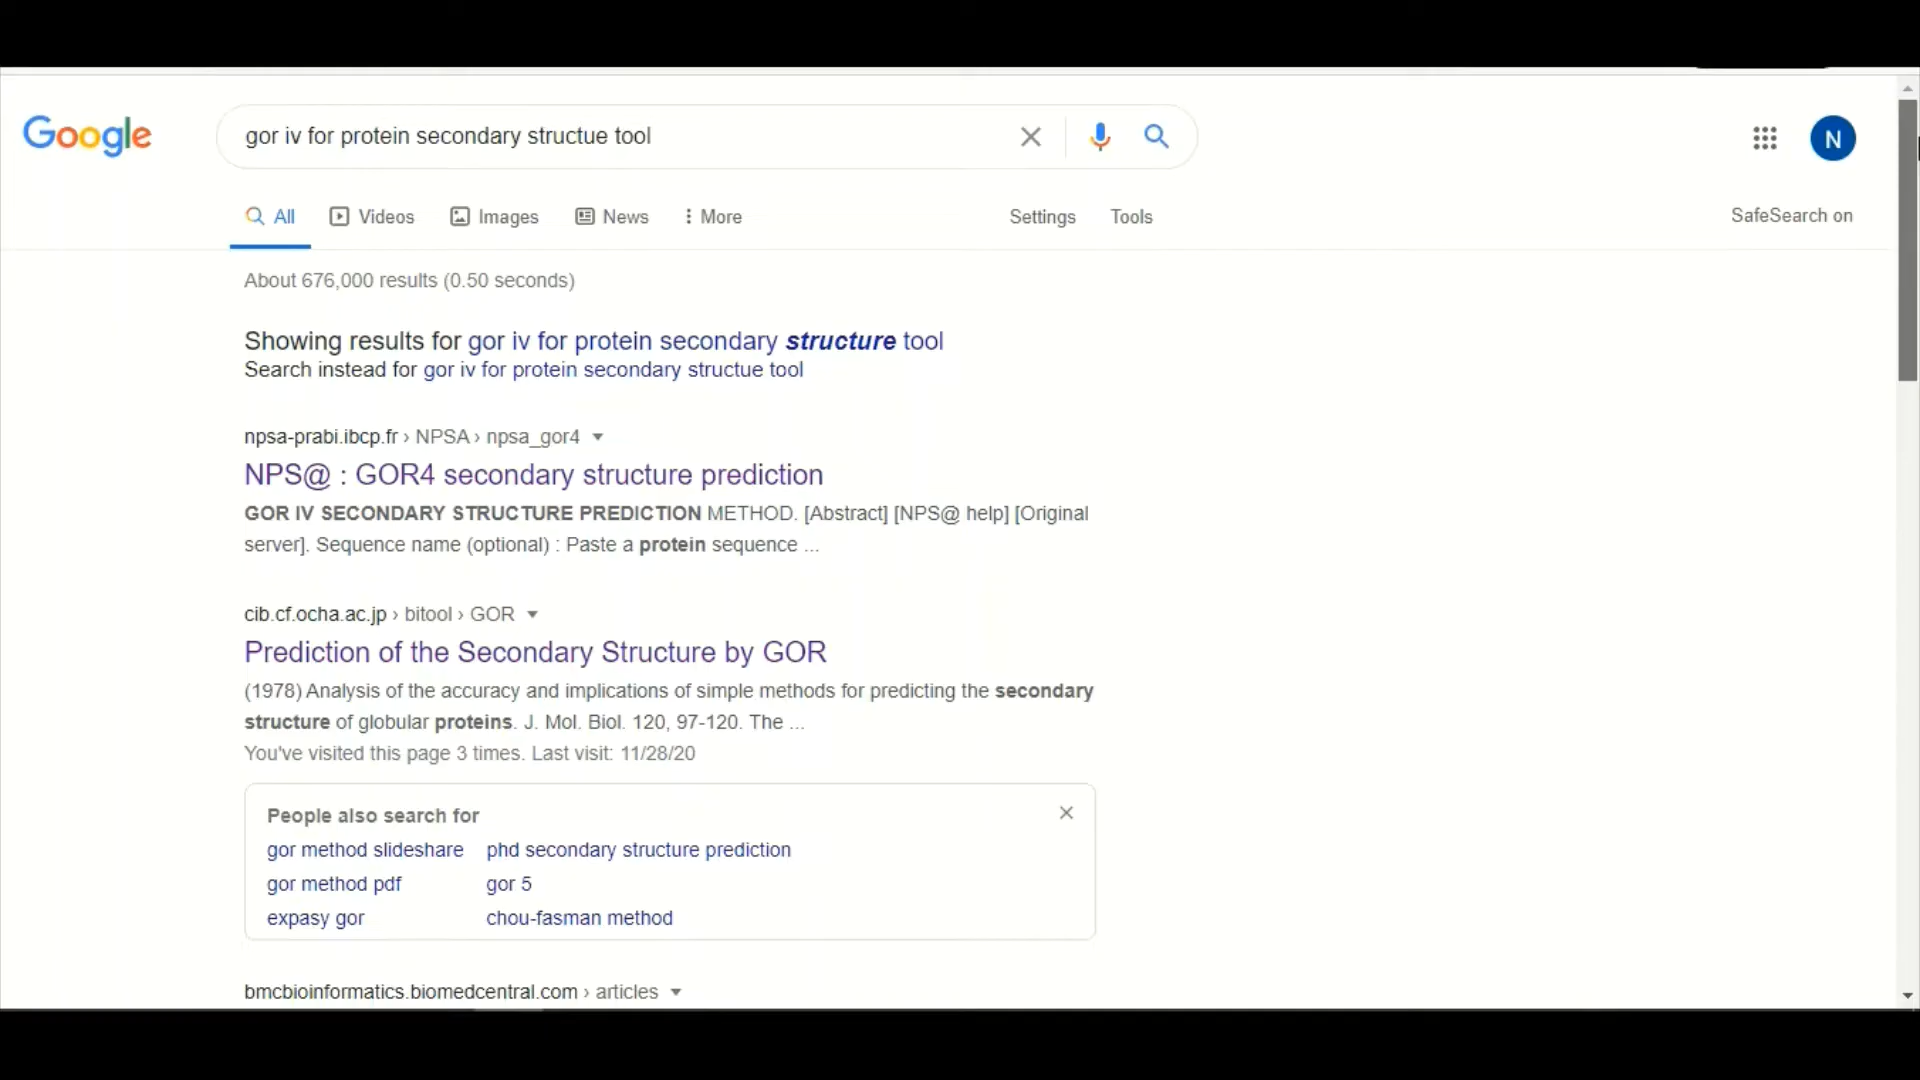 Google
gor iv for protein secondary structue tool
N
All
Videos
Images
News
More
Settings
Tools
SafeSearch on
About 676,000 results (0.50 seconds)
Showing results for gor iv for protein secondary structure tool
Search instead for gor iv for protein secondary structue tool
npsa-prabi.ibcp.fr › NPSA › npsa_gor4
NPS@ : GOR4 secondary structure prediction
GOR IV SECONDARY STRUCTURE PREDICTION METHOD. [Abstract] [NPS@ help] [Original
server]. Sequence name (optional) : Paste a protein sequence ...
cib.cf.ocha.ac.jp › bitool › GOR
Prediction of the Secondary Structure by GOR
(1978) Analysis of the accuracy and implications of simple methods for predicting the secondary
structure of globular proteins. J. Mol. Biol. 120, 97-120. The ...
You've visited this page 3 times. Last visit: 11/28/20
People also search for
gor method slideshare
phd secondary structure prediction
gor method pdf
gor 5
expasy gor
chou-fasman method
bmcbioinformatics.biomedcentral.com › articles